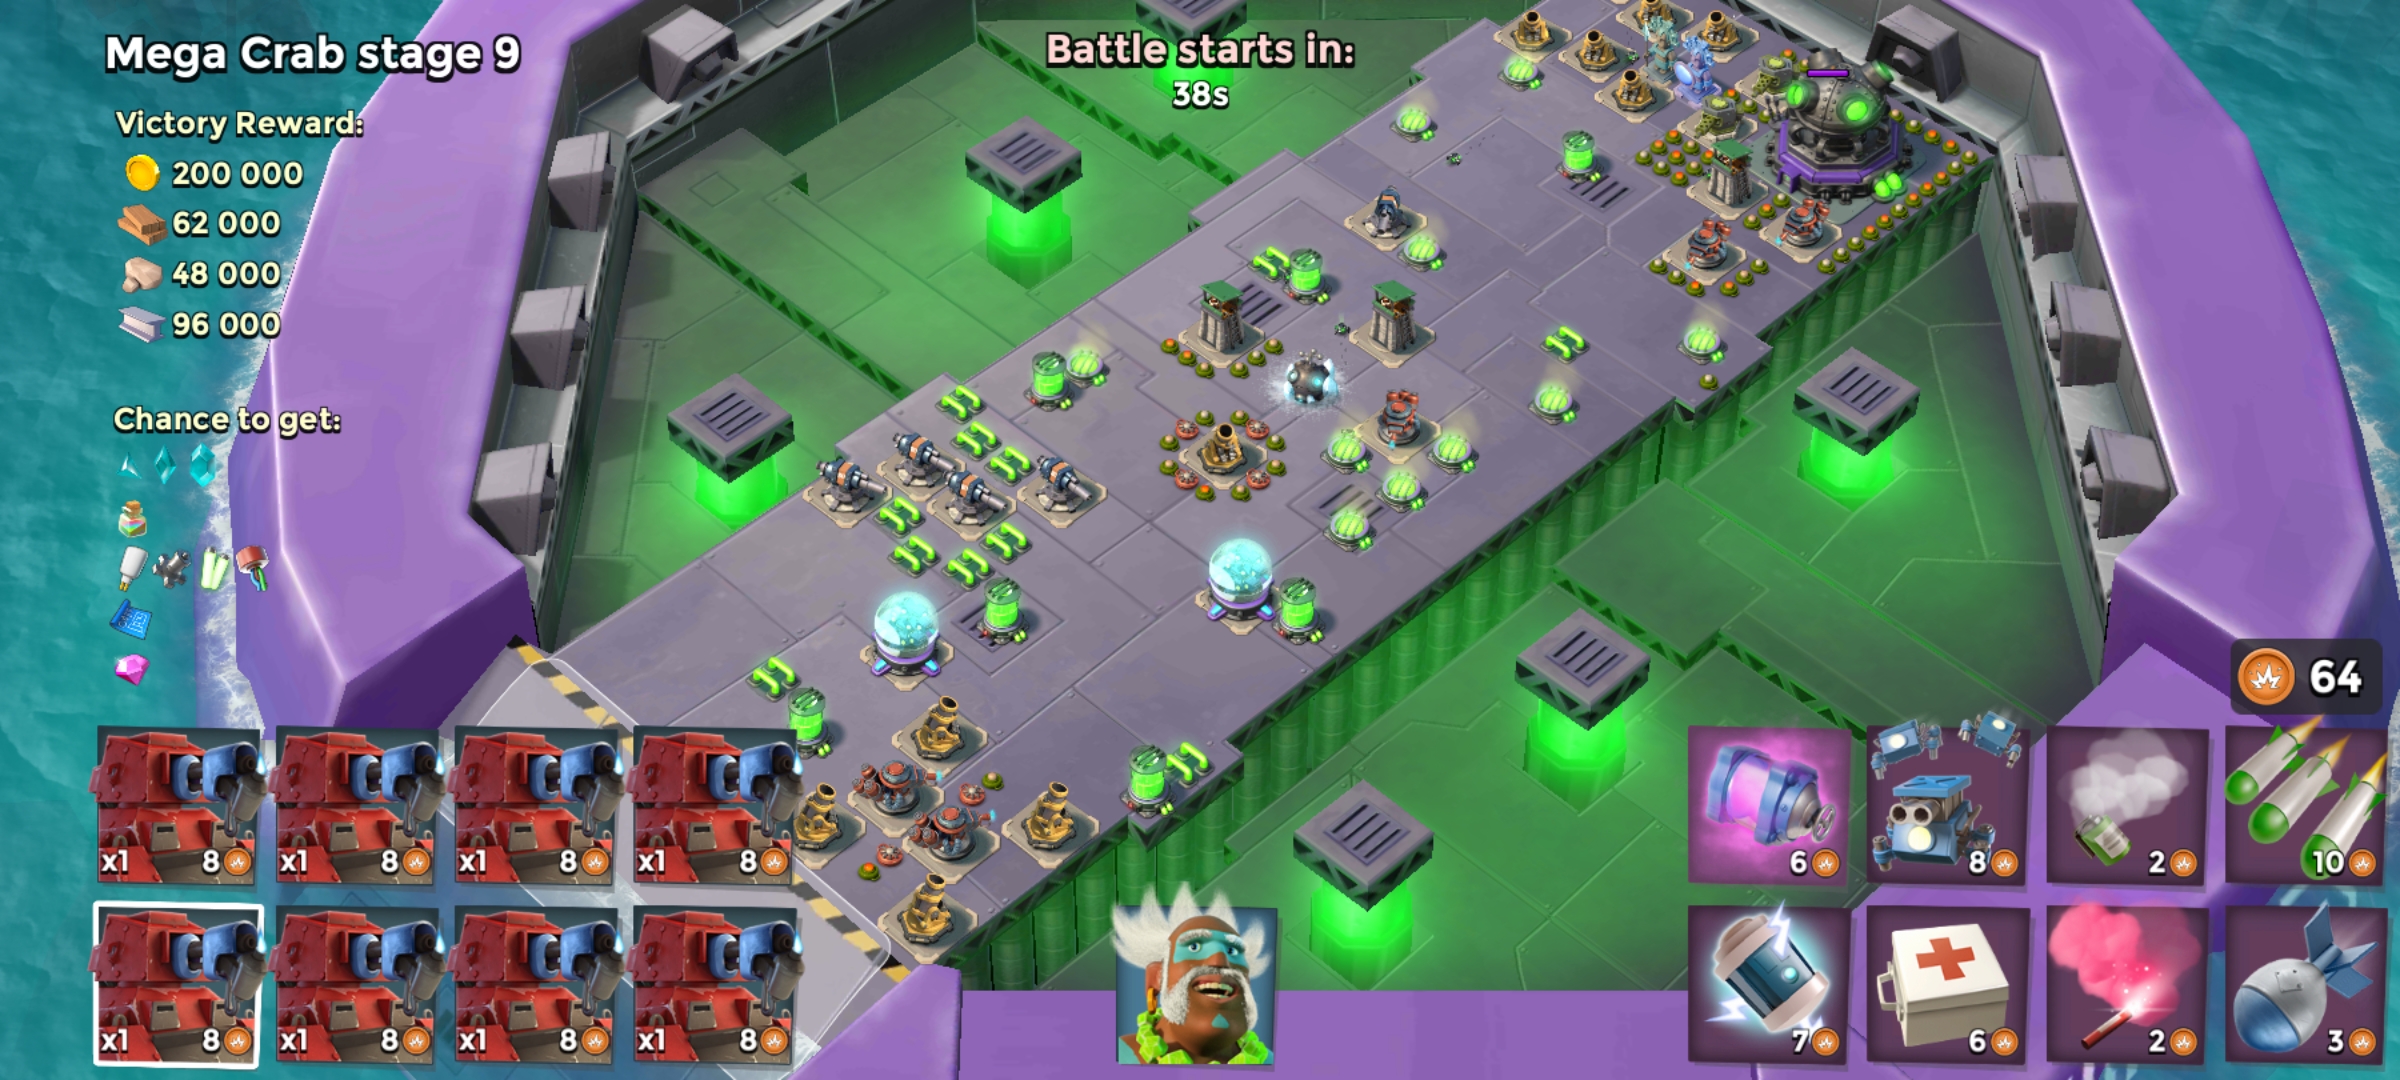 Mega Crab stage 9
Battle starts in:
38s
Victory Reward:
200 000
62 000
48 000
96 000
Chance to get:
64
x1 8
x1 8
x1 8
x1 8
6
8
2
10
x1 8
x1 8
x1 8
x1 8
7
6
2
3